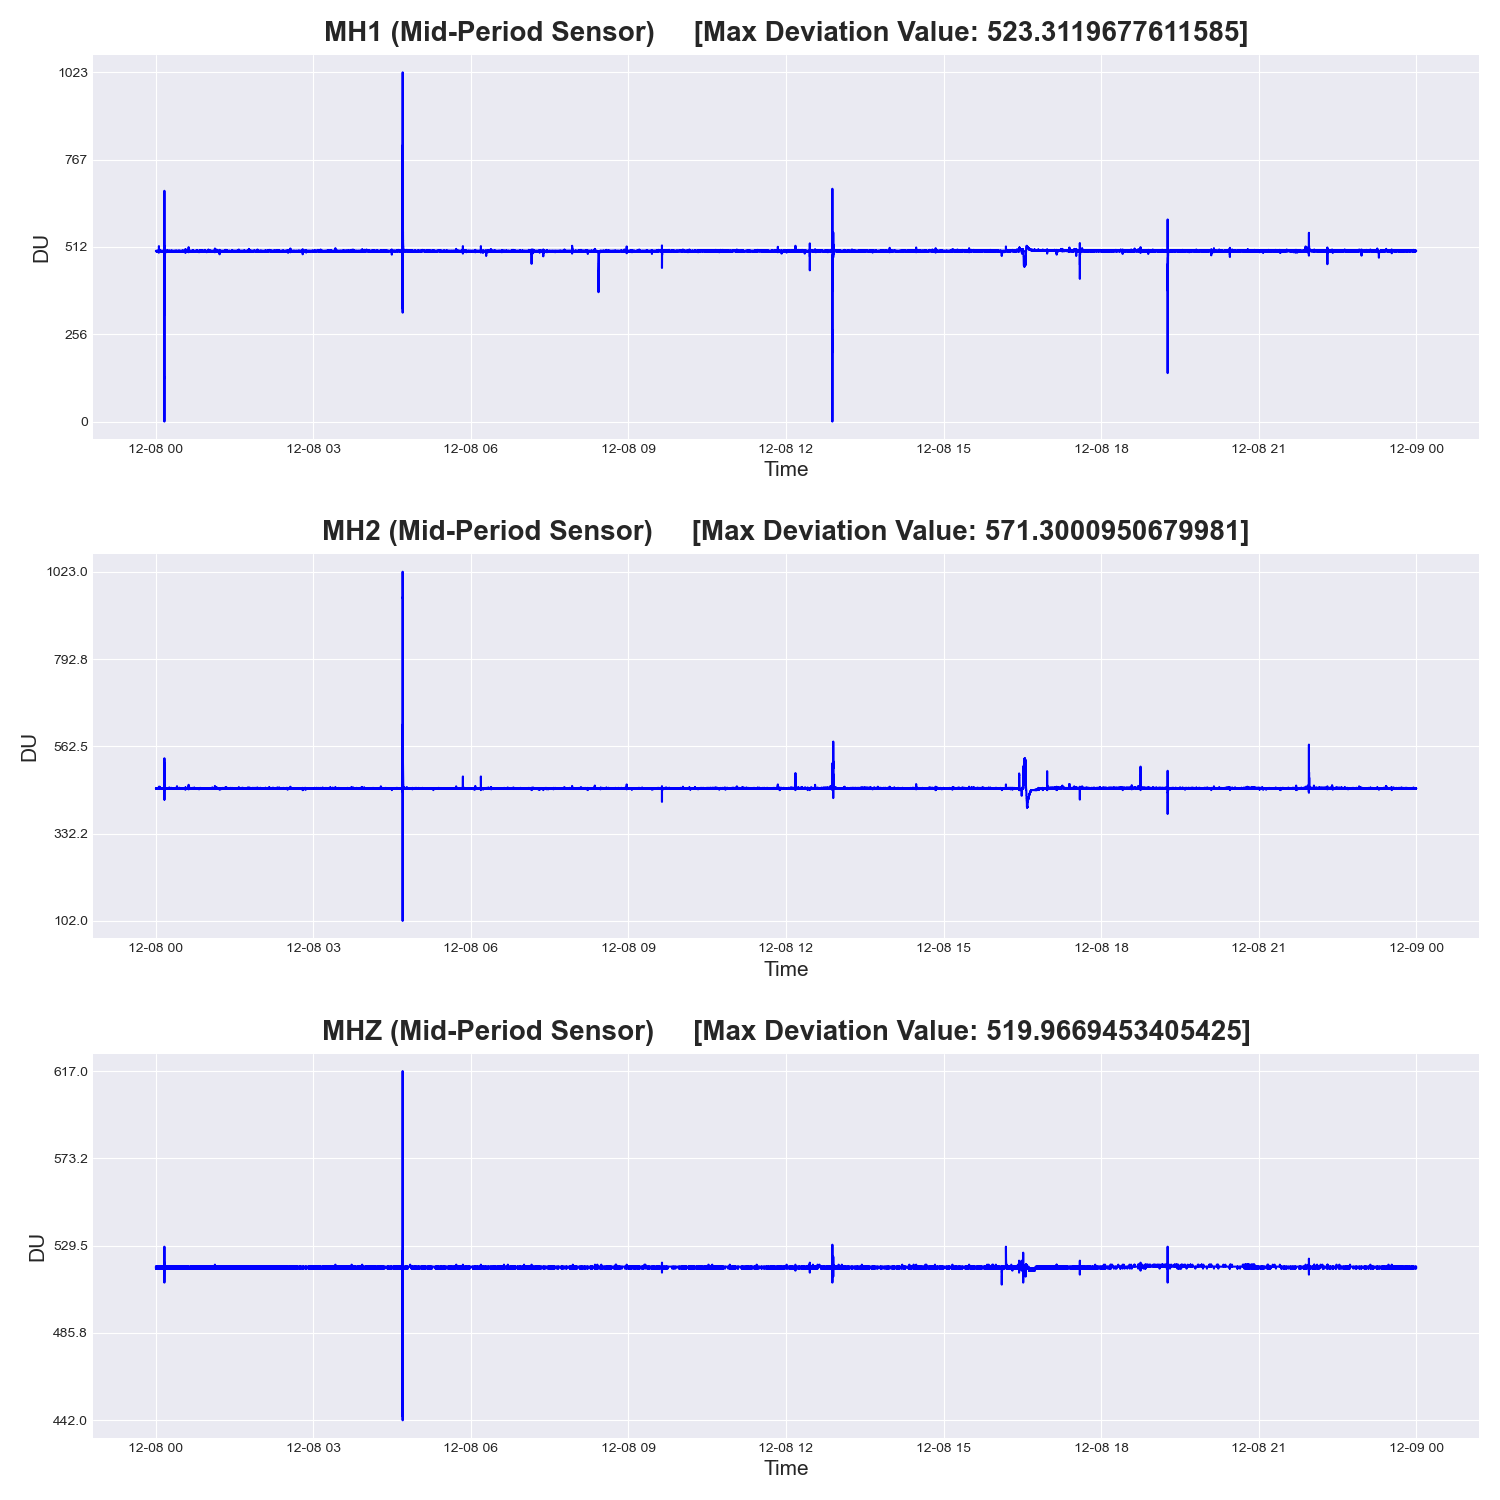 MH1 (Mid-Period Sensor) [Max Deviation Value: 523.3119677611585]
1023
767
512
256
0
DU
12-08 00 12-08 03 12-08 06 12-08 09 12-08 12 12-08 15 12-08 18 12-08 21 12-09 00
Time
MH2 (Mid-Period Sensor) [Max Deviation Value: 571.3000950679981]
1023.0
792.8
562.5
332.2
102.0
DU
12-08 00 12-08 03 12-08 06 12-08 09 12-08 12 12-08 15 12-08 18 12-08 21 12-09 00
Time
MHZ (Mid-Period Sensor) [Max Deviation Value: 519.9669453405425]
617.0
573.2
529.5
485.8
442.0
DU
12-08 00 12-08 03 12-08 06 12-08 09 12-08 12 12-08 15 12-08 18 12-08 21 12-09 00
Time